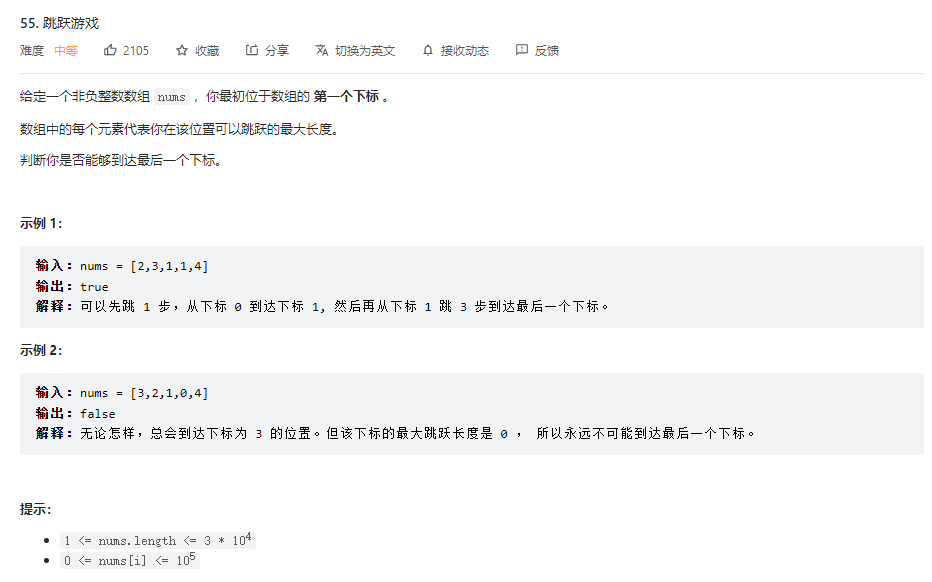 55. 跳跃游戏
难度 中等 2105 收藏 分享 切换为英文 接收动态 反馈
给定一个非负整数数组 nums ，你最初位于数组的 第一个下标 。
数组中的每个元素代表你在该位置可以跳跃的最大长度。
判断你是否能够到达最后一个下标。
示例 1：
输入：nums = [2,3,1,1,4]
输出：true
解释：可以先跳 1 步，从下标 0 到达下标 1, 然后再从下标 1 跳 3 步到达最后一个下标。
示例 2：
输入：nums = [3,2,1,0,4]
输出：false
解释：无论怎样，总会到达下标为 3 的位置。但该下标的最大跳跃长度是 0 ， 所以永远不可能到达最后一个下标。
提示：
• 1 <= nums.length <= 3 * 10⁴
• 0 <= nums[i] <= 10⁵